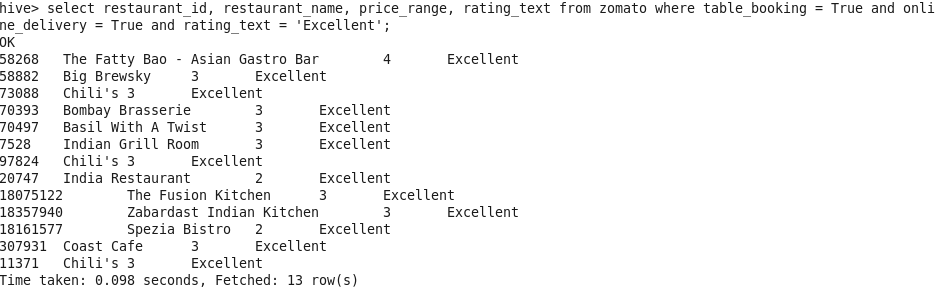 hive> select restaurant_id, restaurant_name, price_range, rating_text from zomato where table_booking = True and onli
ne_delivery = True and rating_text = 'Excellent';
OK
58268	The Fatty Bao - Asian Gastro Bar	4	Excellent
58882	Big Brewsky	3	Excellent
73088	Chili's	3	Excellent
70393	Bombay Brasserie	3	Excellent
70497	Basil With A Twist	3	Excellent
7528	Indian Grill Room	3	Excellent
97824	Chili's	3	Excellent
20747	India Restaurant	2	Excellent
18075122	The Fusion Kitchen	3	Excellent
18357940	Zabardast Indian Kitchen	3	Excellent
18161577	Spezia Bistro	2	Excellent
307931	Coast Cafe	3	Excellent
11371	Chili's	3	Excellent
Time taken: 0.098 seconds, Fetched: 13 row(s)